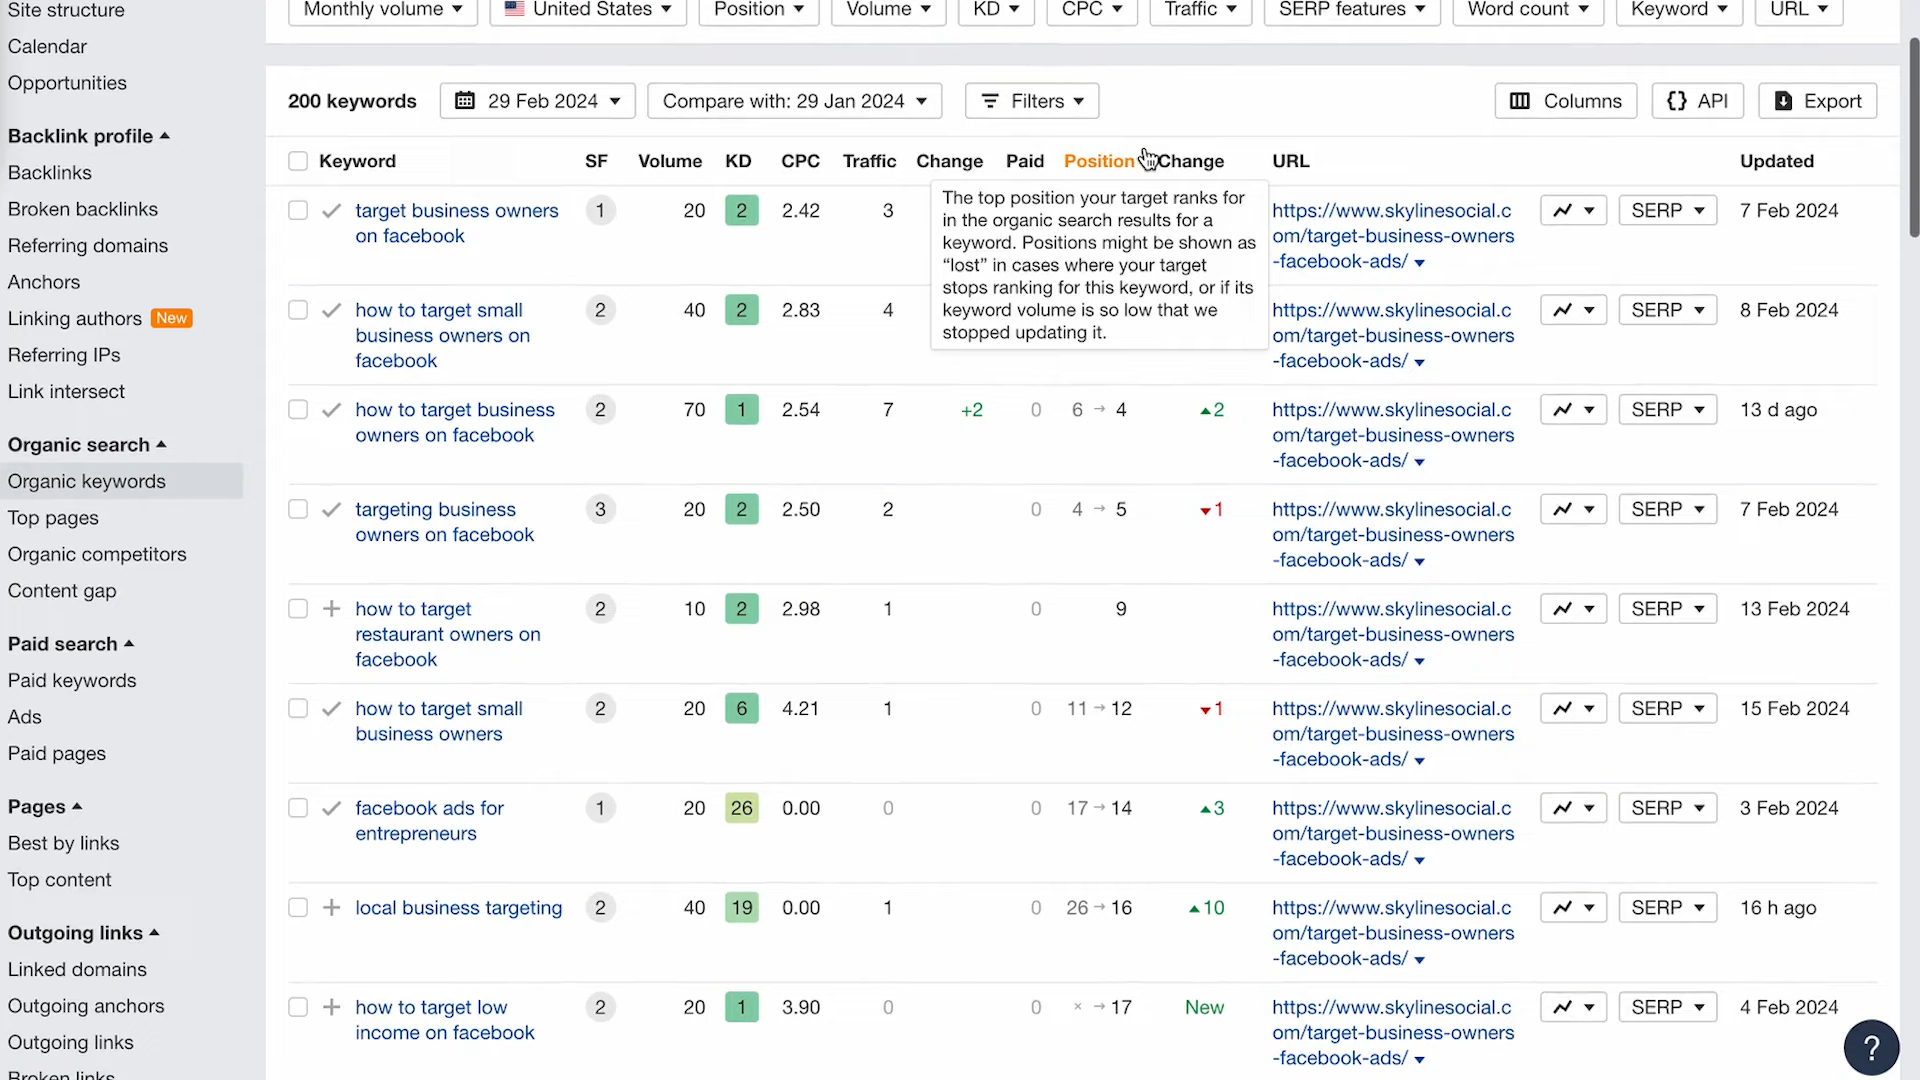 Site structure
Calendar
Opportunities
Backlink profile
Backlinks
Broken backlinks
Referring domains
Anchors
Linking authors New
Referring IPs
Link intersect
Organic search
Organic keywords
Top pages
Organic competitors
Content gap
Paid search
Paid keywords
Ads
Paid pages
Pages
Best by links
Top content
Outgoing links
Linked domains
Outgoing anchors
Outgoing links
Broken links
Monthly volume United States Position Volume KD CPC Traffic SERP features Word count Keyword URL
200 keywords 29 Feb 2024 Compare with: 29 Jan 2024 Filters Columns {} API Export
Keyword SF Volume KD CPC Traffic Change Paid Position Change URL Updated
The top position your target ranks for
in the organic search results for a
keyword. Positions might be shown as
“lost” in cases where your target
stops ranking for this keyword, or if its
keyword volume is so low that we
stopped updating it.
target business owners 1 20 2 2.42 3 https://www.skylinesocial.c SERP 7 Feb 2024
on facebook om/target-business-owners
-facebook-ads/
how to target small 2 40 2 2.83 4 https://www.skylinesocial.c SERP 8 Feb 2024
business owners on om/target-business-owners
facebook -facebook-ads/
how to target business 2 70 1 2.54 7 +2 0 6 → 4 ▲2 https://www.skylinesocial.c SERP 13 d ago
owners on facebook om/target-business-owners
-facebook-ads/
targeting business 3 20 2 2.50 2 0 4 → 5 ▼1 https://www.skylinesocial.c SERP 7 Feb 2024
owners on facebook om/target-business-owners
-facebook-ads/
how to target 2 10 2 2.98 1 0 9 https://www.skylinesocial.c SERP 13 Feb 2024
restaurant owners on om/target-business-owners
facebook -facebook-ads/
how to target small 2 20 6 4.21 1 0 11 → 12 ▼1 https://www.skylinesocial.c SERP 15 Feb 2024
business owners om/target-business-owners
-facebook-ads/
facebook ads for 1 20 26 0.00 0 0 17 → 14 ▲3 https://www.skylinesocial.c SERP 3 Feb 2024
entrepreneurs om/target-business-owners
-facebook-ads/
local business targeting 2 40 19 0.00 1 0 26 → 16 ▲10 https://www.skylinesocial.c SERP 16 h ago
om/target-business-owners
-facebook-ads/
how to target low 2 20 1 3.90 0 0 × → 17 New https://www.skylinesocial.c SERP 4 Feb 2024
income on facebook om/target-business-owners
-facebook-ads/
?